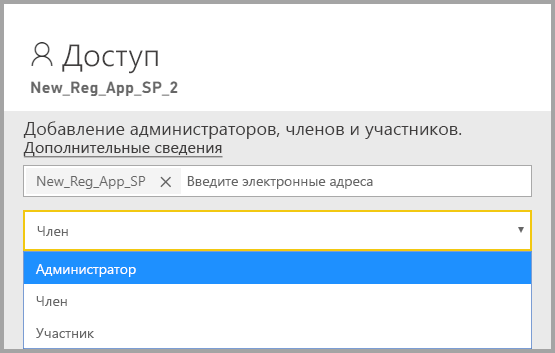 Доступ
New_Reg_App_SP_2
Добавление администраторов, членов и участников.
Дополнительные сведения
New_Reg_App_SP Введите электронные адреса
Член
Администратор
Член
Участник